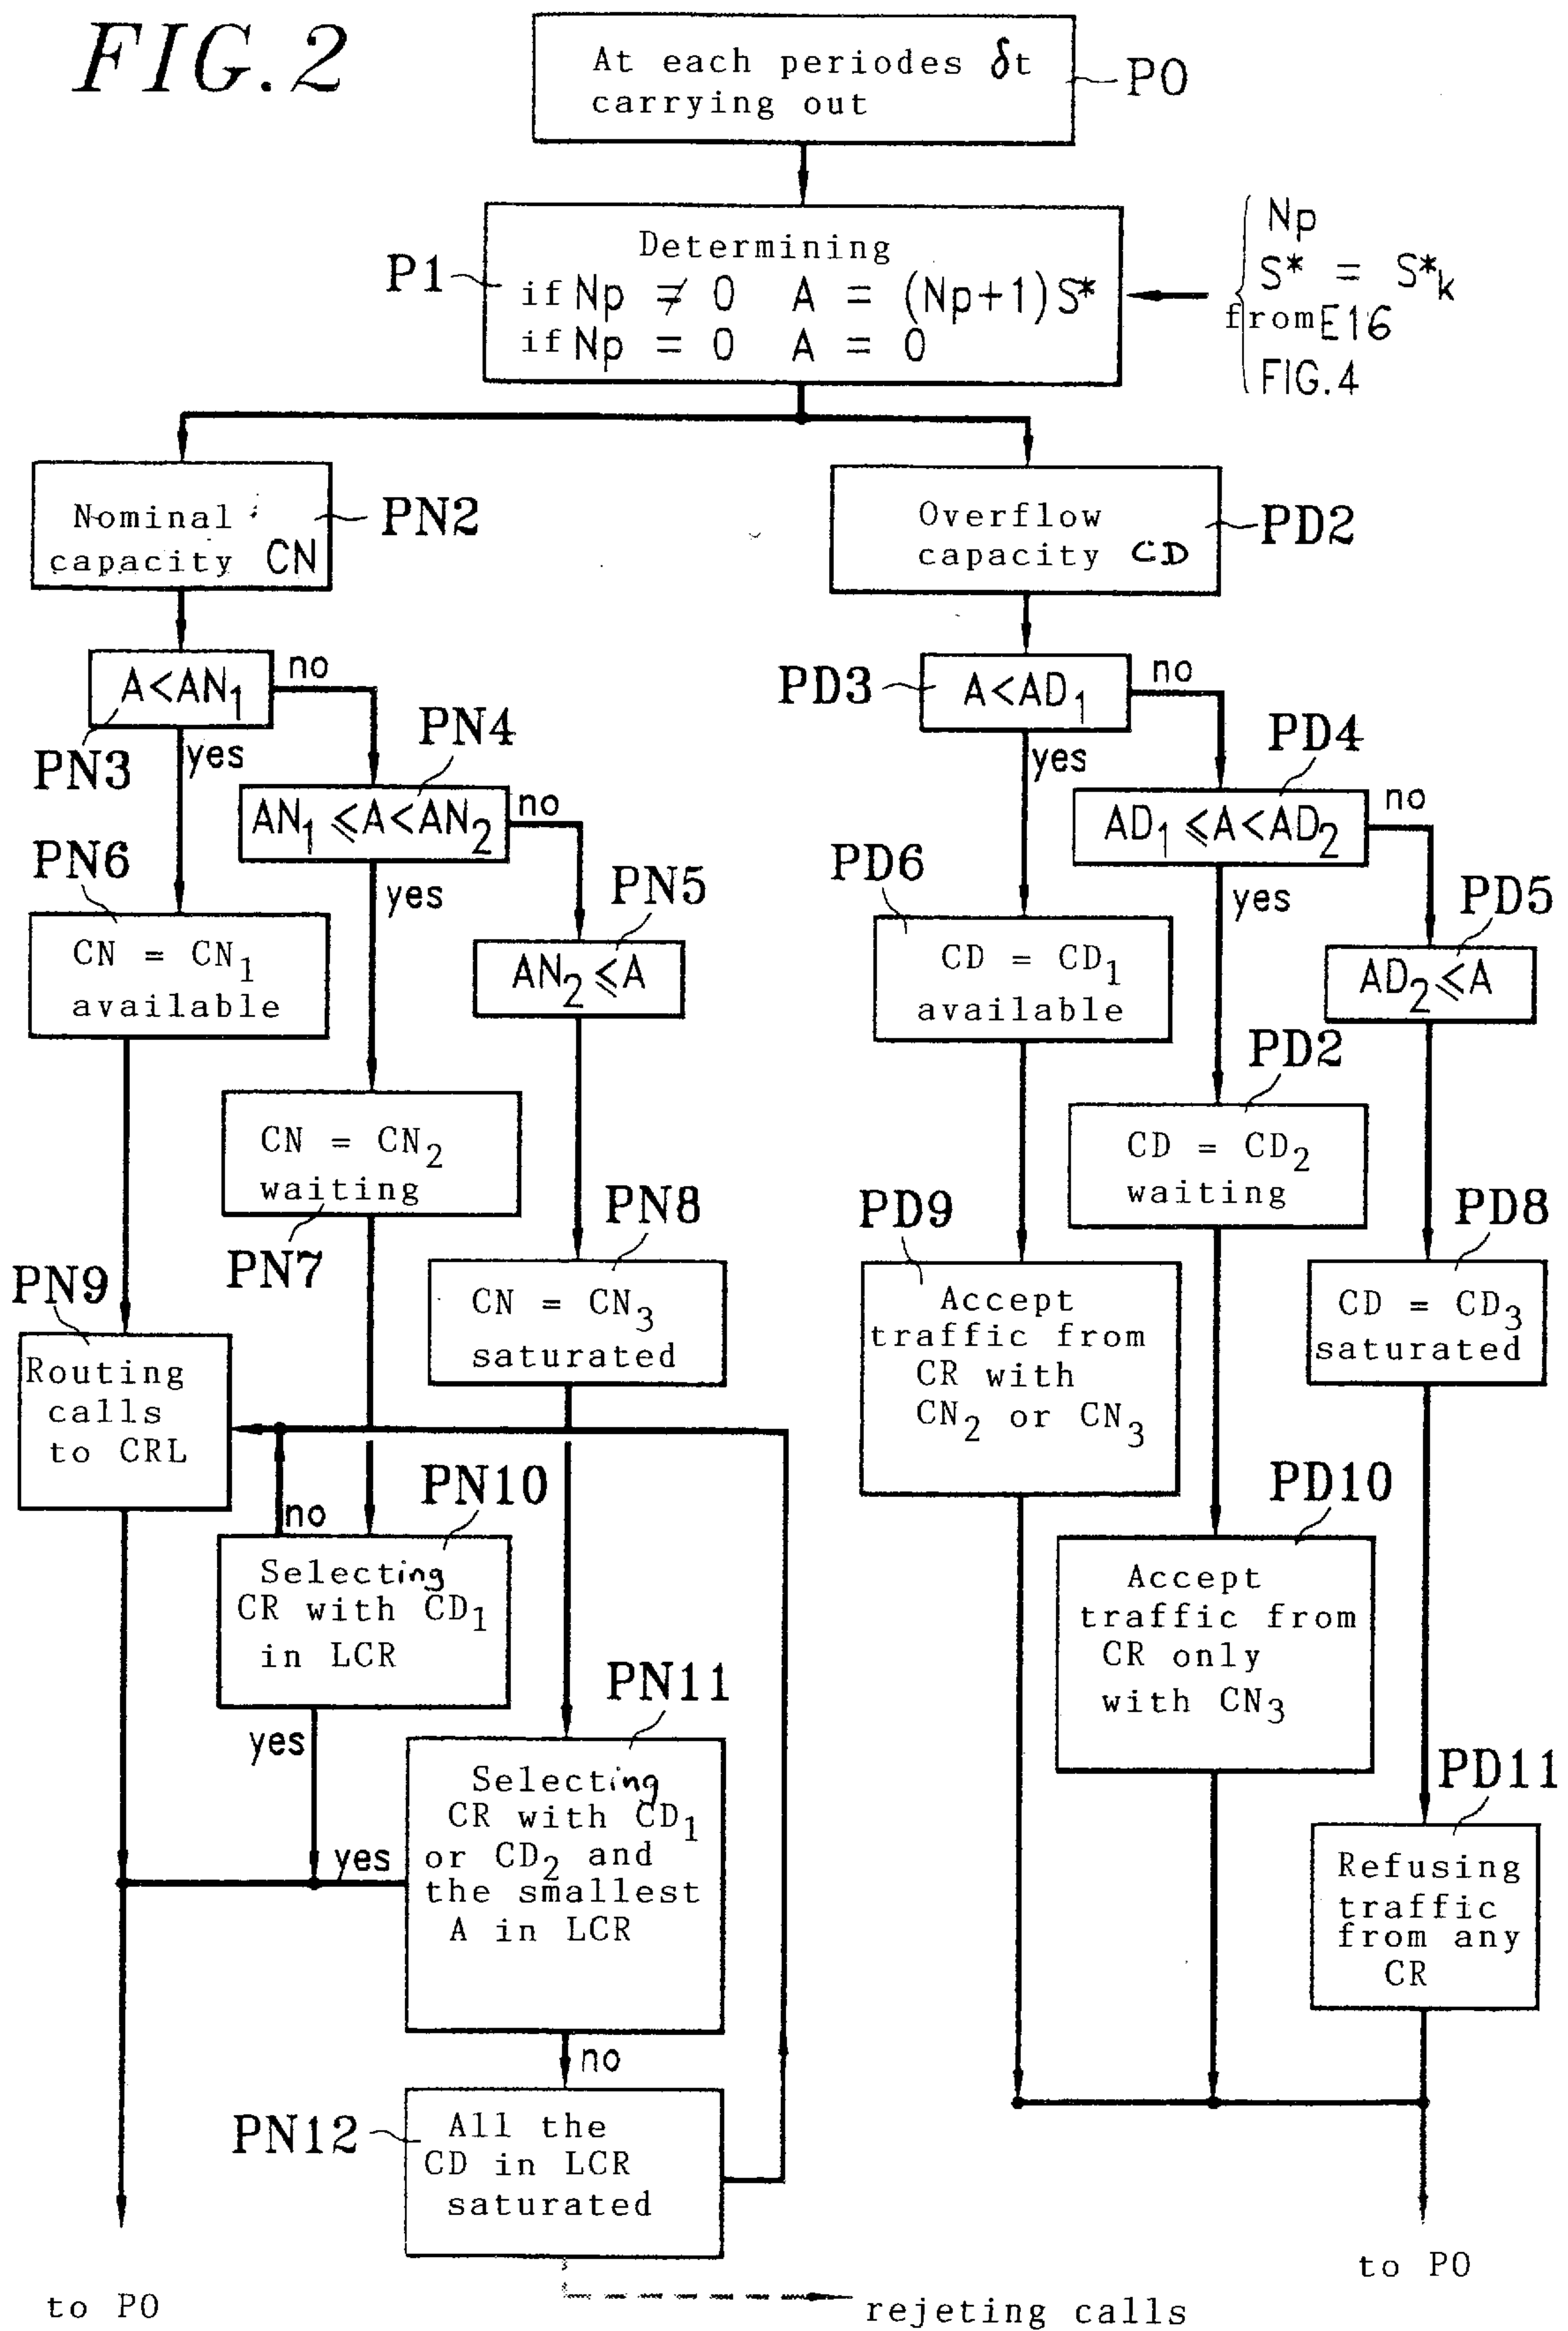 FIG. 2
At each periodes δt
carrying out
P0
Determining
if Np ≠ 0 A = (Np+1)S*
if Np = 0 A = 0
P1
Np
S* = S*k
from E16
FIG. 4
Nominal
capacity CN
PN2
Overflow
capacity CD
PD2
A<AN1
no
yes
PN3
A<AD1
no
yes
PD3
PN4
AN1 ≤A<AN2
no
yes
PD4
AD1 ≤A<AD2
no
yes
PN6
CN = CN1
available
PN5
AN2 ≤A
PD6
CD = CD1
available
PD5
AD2 ≤A
CN = CN2
waiting
PN7
PD2
CD = CD2
waiting
PN8
CN = CN3
saturated
PD8
CD = CD3
saturated
PN9
Routing
calls
to CRL
PD9
Accept
traffic from
CR with
CN2 or CN3
PN10
no
Selecting
CR with CD1
in LCR
yes
PD10
Accept
traffic from
CR only
with CN3
PN11
Selecting
CR with CD1
or CD2 and
the smallest
A in LCR
yes
no
PD11
Refusing
traffic
from any
CR
PN12
All the
CD in LCR
saturated
to P0
rejeting calls
to P0